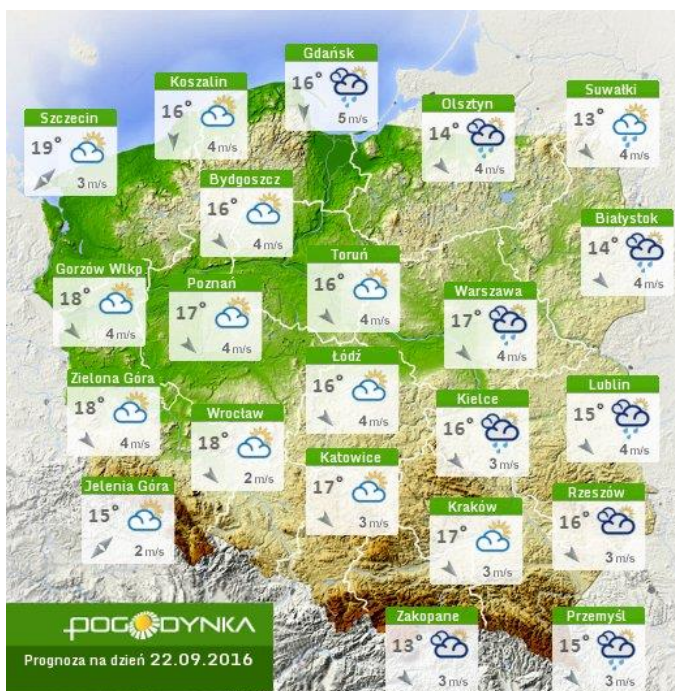 Gdańsk
16°
5 m/s
Koszalin
16°
4 m/s
Suwałki
13°
4 m/s
Olsztyn
14°
4 m/s
Szczecin
19°
3 m/s
Bydgoszcz
16°
4 m/s
Białystok
14°
4 m/s
Toruń
16°
4 m/s
Gorzów Wlkp
18°
4 m/s
Poznań
17°
4 m/s
Warszawa
17°
4 m/s
Łódź
16°
4 m/s
Zielona Góra
18°
4 m/s
Lublin
15°
4 m/s
Kielce
16°
3 m/s
Wrocław
18°
2 m/s
Katowice
17°
3 m/s
Jelenia Góra
15°
2 m/s
Rzeszów
16°
3 m/s
Kraków
17°
3 m/s
Zakopane
13°
3 m/s
Przemyśl
15°
3 m/s
POGODYNKA
Prognoza na dzień 22.09.2016